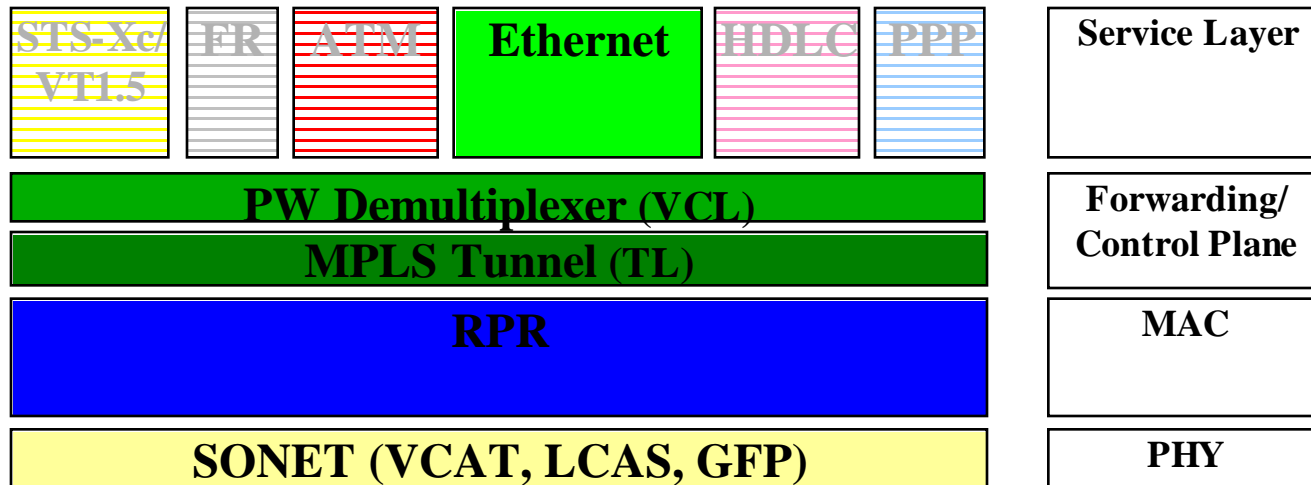 STS-Xc/
VT1.5
FR
ATM
Ethernet
HDLC
PPP
Service Layer
PW Demultiplexer (VCL)
MPLS Tunnel (TL)
Forwarding/
Control Plane
RPR
MAC
SONET (VCAT, LCAS, GFP)
PHY